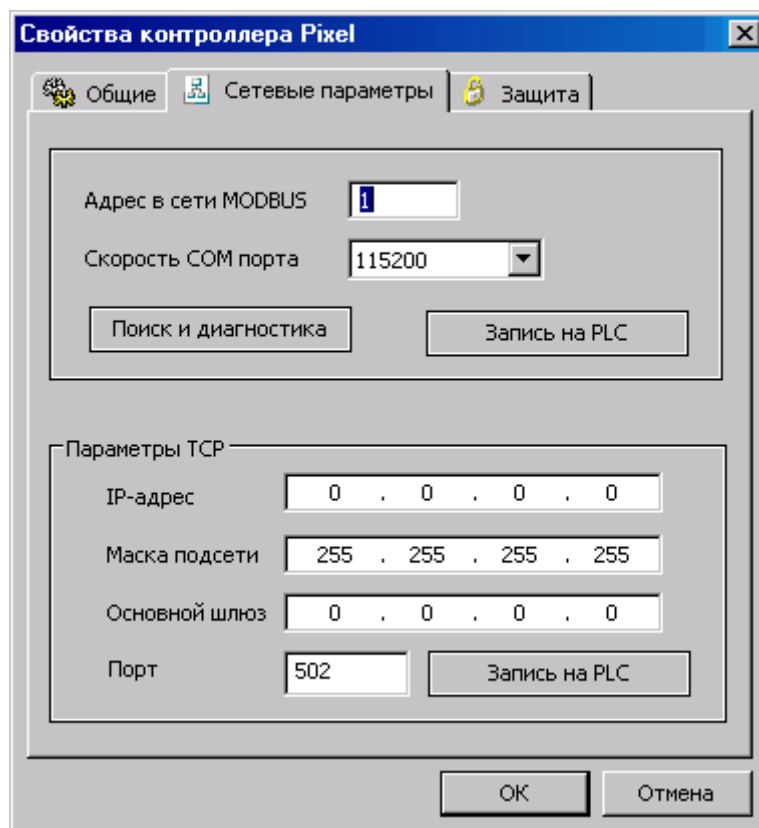 Свойства контроллера Pixel
Общие Сетевые параметры Защита
Адрес в сети MODBUS 1
Скорость COM порта 115200
Поиск и диагностика Запись на PLC
Параметры TCP
IP-адрес 0 . 0 . 0 . 0
Маска подсети 255 . 255 . 255 . 255
Основной шлюз 0 . 0 . 0 . 0
Порт 502 Запись на PLC
ОК Отмена